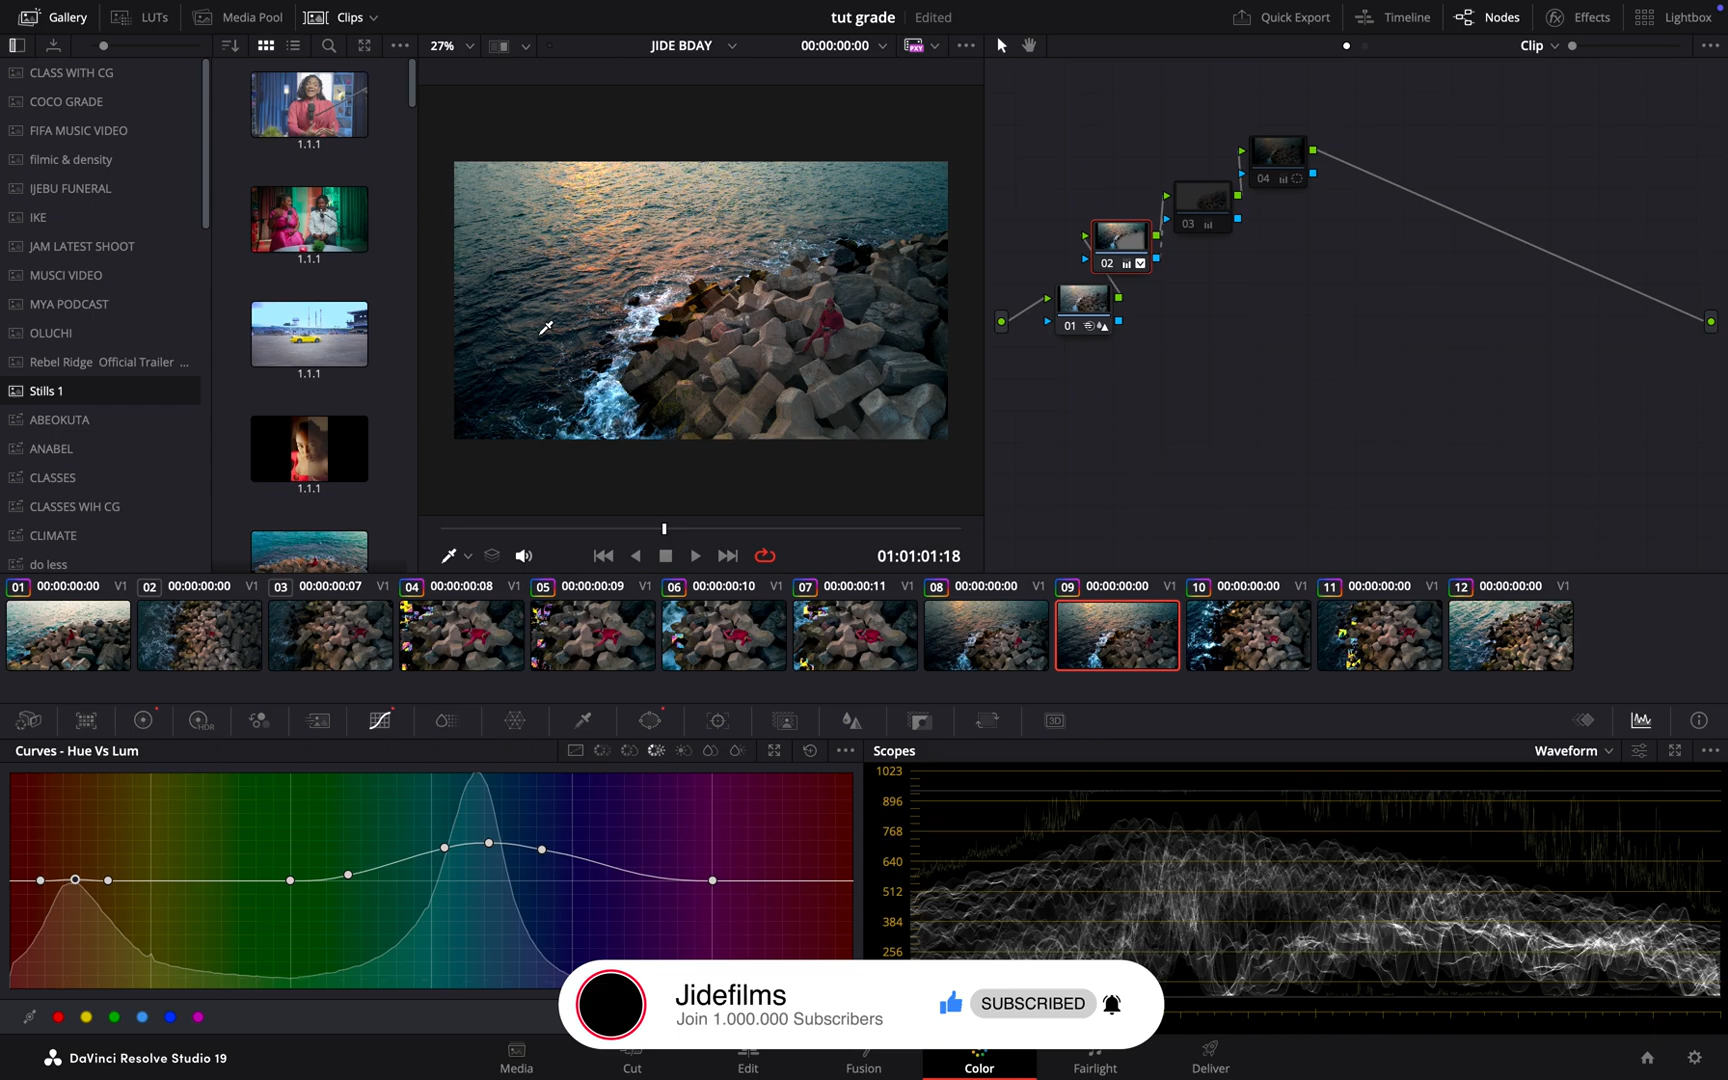 Gallery LUTs Media Pool Clips tut grade Edited Quick Export Timeline Nodes Effects Lightbox
27% JIDE BDAY 00:00:00:00 PXY Clip
CLASS WITH CG
COCO GRADE
FIFA MUSIC VIDEO
filmic & density
IJEBU FUNERAL
IKE
JAM LATEST SHOOT
MUSCI VIDEO
MYA PODCAST
OLUCHI
Rebel Ridge Official Trailer ...
Stills 1
ABEOKUTA
ANABEL
CLASSES
CLASSES WIH CG
CLIMATE
do less
1.1.1
1.1.1
1.1.1
1.1.1
04
03
02
01
01:01:01:18
01 00:00:00:00 V1 02 00:00:00:00 V1 03 00:00:00:07 V1 04 00:00:00:08 V1 05 00:00:00:09 V1 06 00:00:00:10 V1 07 00:00:00:11 V1 08 00:00:00:00 V1 09 00:00:00:00 V1 10 00:00:00:00 V1 11 00:00:00:00 V1 12 00:00:00:00 V1
HDR 3D
Curves - Hue Vs Lum Scopes Waveform
1023
896
768
640
512
384
256
Jidefilms
Join 1.000.000 Subscribers
SUBSCRIBED
DaVinci Resolve Studio 19
Media Cut Edit Fusion Color Fairlight Deliver